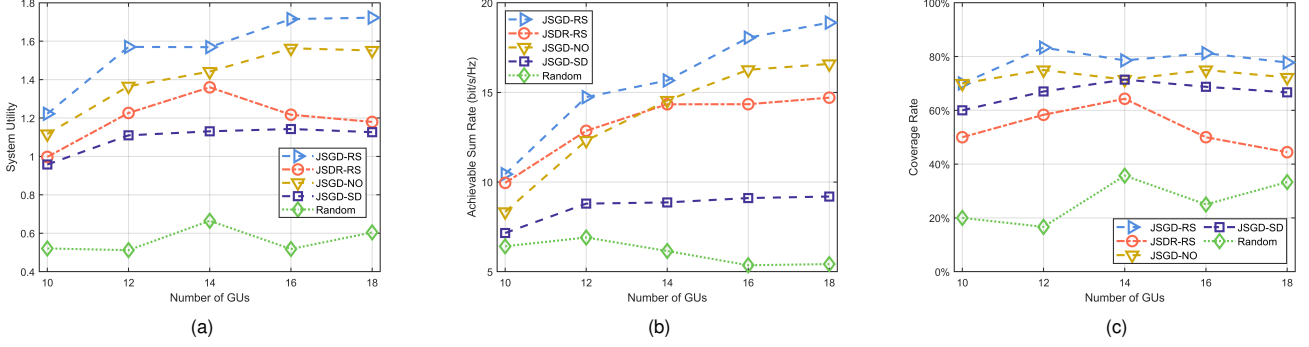 1.8
1.6
1.4
1.2
1
0.8
0.6
0.4
System Utility
JSGD-RS
JSDR-RS
JSGD-NO
JSGD-SD
Random
10
12
14
16
18
Number of GUs
(a)
20
15
10
5
Achievable Sum Rate (bit/s/Hz)
JSGD-RS
JSDR-RS
JSGD-NO
JSGD-SD
Random
10
12
14
16
18
Number of GUs
(b)
100%
80%
60%
40%
20%
0%
Coverage Rate
JSGD-RS
JSDR-RS
JSGD-NO
JSGD-SD
Random
10
12
14
16
18
Number of GUs
(c)